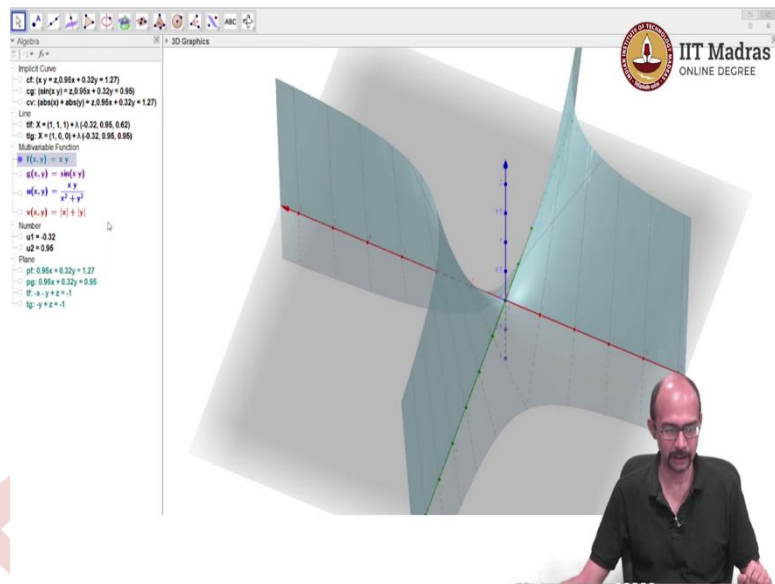 ABC
Algebra
3D Graphics
IIT Madras
ONLINE DEGREE
Implicit Curve
cf: (x y = z,0.95x + 0.32y = 1.27)
cg: (sin(x y) = z,0.95x + 0.32y = 0.95)
cv: (abs(x) + abs(y) = z,0.95x + 0.32y = 1.27)
Line
tlf: X = (1, 1, 1) + λ (-0.32, 0.95, 0.62)
tlg: X = (1, 0, 0) + λ (-0.32, 0.95, 0.95)
Multivariable Function
f(x, y) = x y
g(x, y) = sin(x y)
u(x, y) = x y / x² + y²
v(x, y) = |x| + |y|
Number
u1 = -0.32
u2 = 0.95
Plane
pf: 0.95x + 0.32y = 1.27
pg: 0.95x + 0.32y = 0.95
tf: -x - y + z = -1
tg: -y + z = -1